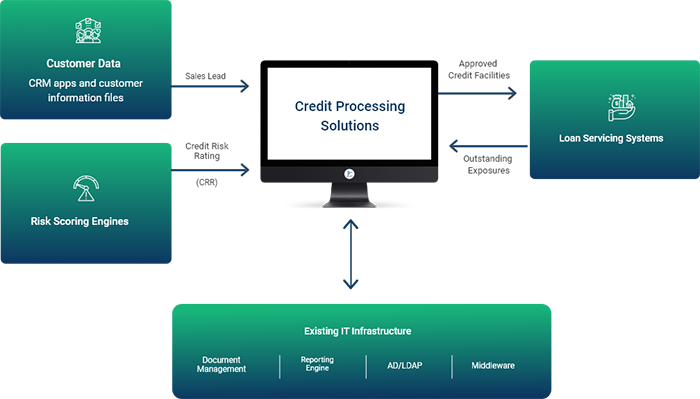 Customer Data
CRM apps and customer
information files
Sales Lead
Credit Risk
Rating
(CRR)
Risk Scoring Engines
Credit Processing
Solutions
Approved
Credit Facilities
Outstanding
Exposures
Loan Servicing Systems
Existing IT Infrastructure
Document
Management
Reporting
Engine
AD/LDAP
Middleware